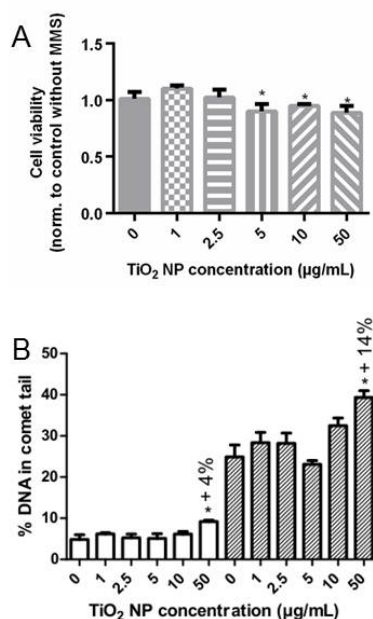 A
Cell viability
(norm. to control without MMS)
1.5
1.0
0.5
0.0
* * *
0 1 2.5 5 10 50
TiO₂ NP concentration (µg/mL)
B
% DNA in comet tail
50
40
30
20
10
0
* + 4%
* + 14%
0 1 2.5 5 10 50 0 1 2.5 5 10 50
TiO₂ NP concentration (µg/mL)